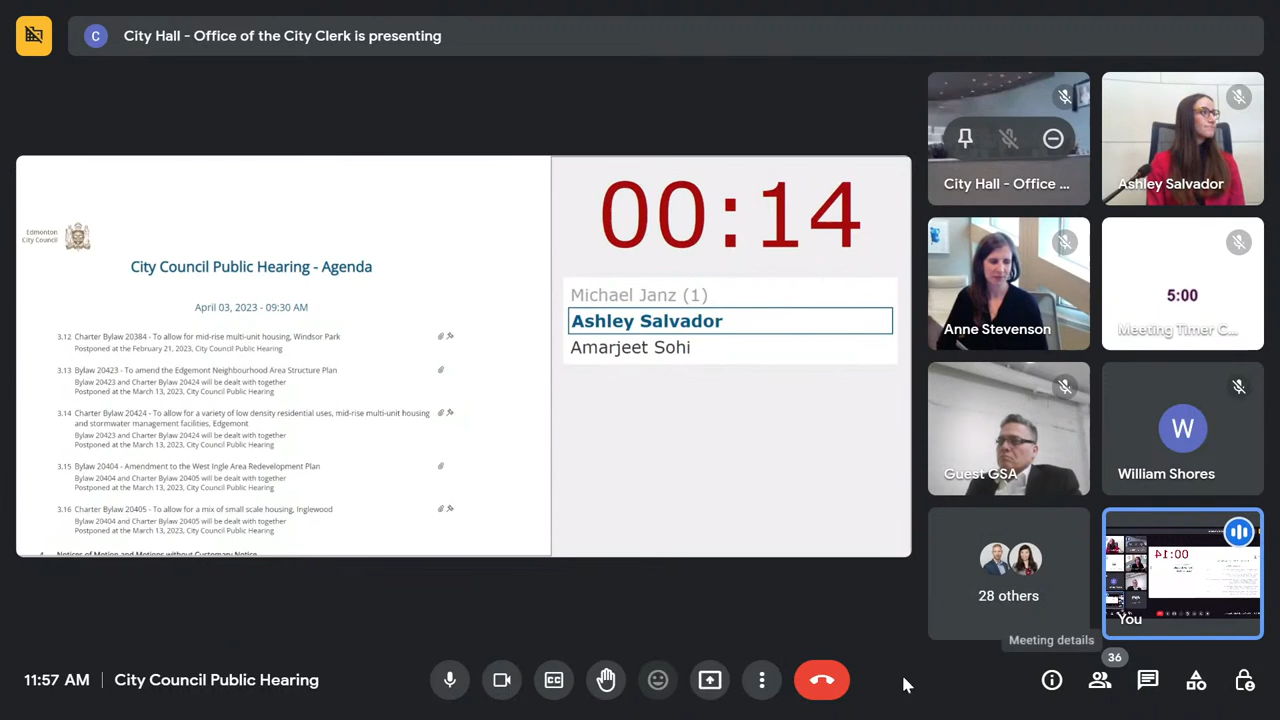 C
City Hall - Office of the City Clerk is presenting
Edmonton
City Council
City Council Public Hearing - Agenda
April 03, 2023 - 09:30 AM
3.12 Charter Bylaw 20384 - To allow for mid-rise multi-unit housing, Windsor Park
Postponed at the February 21, 2023, City Council Public Hearing
3.13 Bylaw 20423 - To amend the Edgemont Neighbourhood Area Structure Plan
Bylaw 20423 and Charter Bylaw 20424 will be dealt with together
Postponed at the March 13, 2023, City Council Public Hearing
3.14 Charter Bylaw 20424 - To allow for a variety of low density residential uses, mid-rise multi-unit housing
and stormwater management facilities, Edgemont
Bylaw 20423 and Charter Bylaw 20424 will be dealt with together
Postponed at the March 13, 2023, City Council Public Hearing
3.15 Bylaw 20404 - Amendment to the West Ingle Area Redevelopment Plan
Bylaw 20404 and Charter Bylaw 20405 will be dealt with together
Postponed at the March 13, 2023, City Council Public Hearing
3.16 Charter Bylaw 20405 - To allow for a mix of small scale housing, Inglewood
Bylaw 20404 and Charter Bylaw 20405 will be dealt with together
Postponed at the March 13, 2023, City Council Public Hearing
4. Notices of Motion and Motions without Customary Notice
00:14
Michael Janz (1)
Ashley Salvador
Amarjeet Sohi
City Hall - Office ...
Ashley Salvador
Anne Stevenson
5:00
Meeting Timer C...
Guest GSA
W
William Shores
28 others
00:14
You
Meeting details
36
11:57 AM
City Council Public Hearing
CC